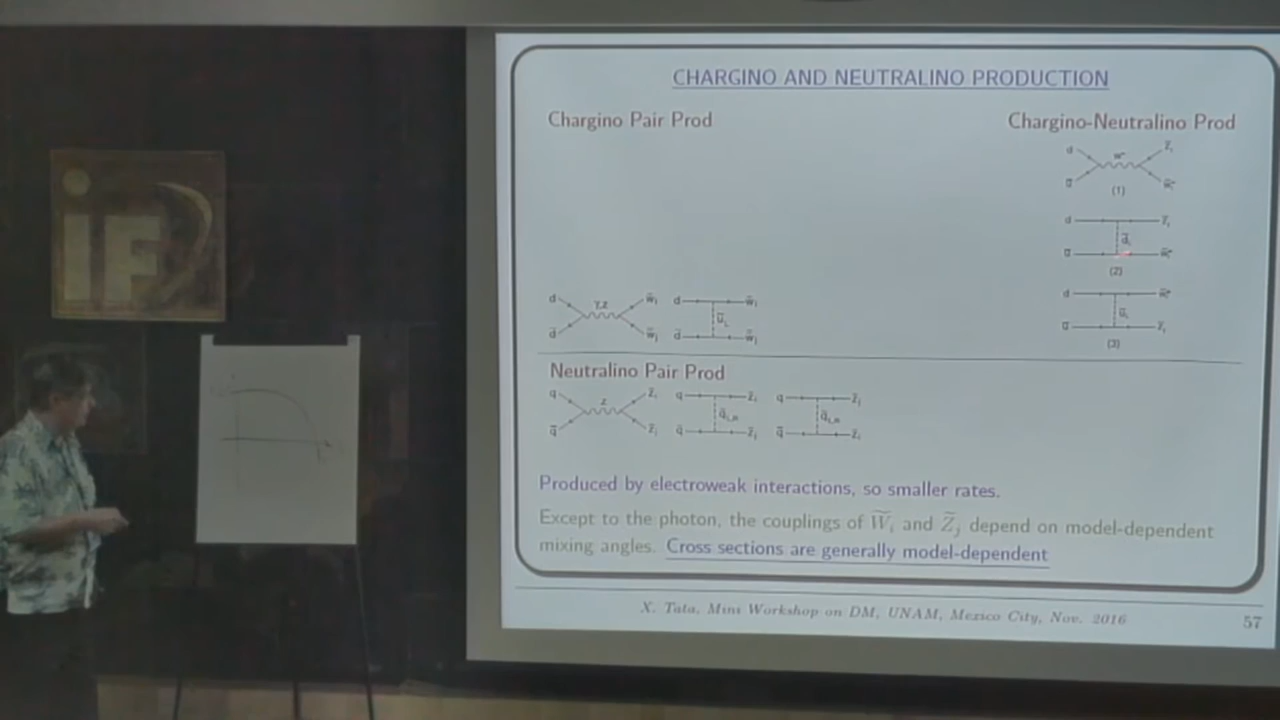 CHARGINO AND NEUTRALINO PRODUCTION
Chargino Pair Prod
Chargino-Neutralino Prod
(1)
(2)
(3)
Neutralino Pair Prod
Produced by electroweak interactions, so smaller rates.
Except to the photon, the couplings of W̃ᵢ and Z̃ⱼ depend on model-dependent
mixing angles. Cross sections are generally model-dependent
X. Tata, Mini Workshop on DM, UNAM, Mexico City, Nov. 2016
57
iF